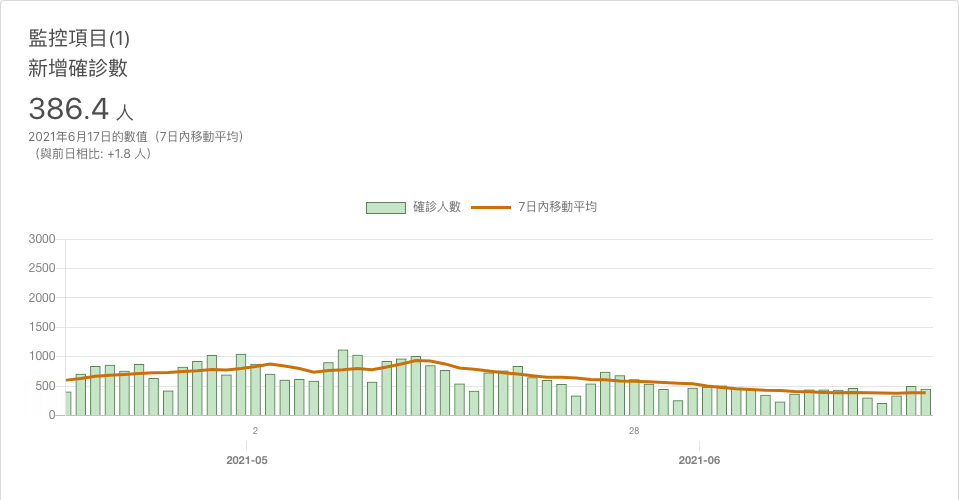 監控項目(1)
新增確診數
386.4 人
2021年6月17日的數值（7日內移動平均）
（與前日相比: +1.8 人）
確診人數 7日內移動平均
3000
2500
2000
1500
1000
500
0
2 28
2021-05 2021-06